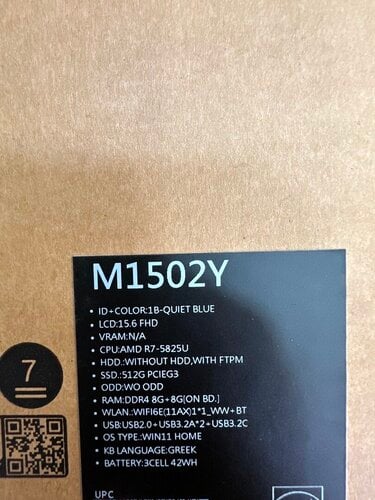 M1502Y
• ID+COLOR:1B-QUIET BLUE
• LCD:15.6 FHD
• VRAM:N/A
• CPU:AMD R7-5825U
• HDD.:WITHOUT HDD,WITH FTPM
• SSD.:512G PCIEG3
• ODD:WO ODD
• RAM:DDR4 8G+8G[ON BD.]
• WLAN.:WIFI6E(11AX)1*1_WW+BT
• USB:USB2.0+USB3.2A*2+USB3.2C
• OS TYPE:WIN11 HOME
• KB LANGUAGE:GREEK
• BATTERY:3CELL 42WH
7
UPC